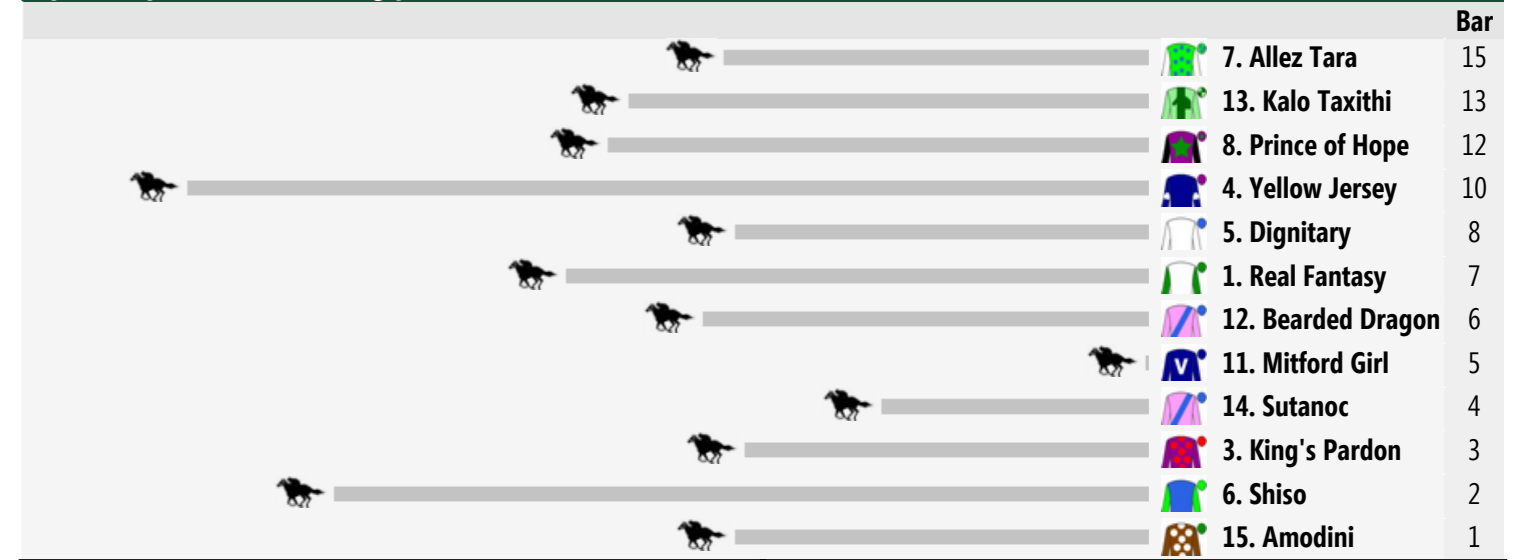 Bar
7. Allez Tara 15
13. Kalo Taxithi 13
8. Prince of Hope 12
4. Yellow Jersey 10
5. Dignitary 8
1. Real Fantasy 7
12. Bearded Dragon 6
V 11. Mitford Girl 5
14. Sutanoc 4
3. King's Pardon 3
6. Shiso 2
15. Amodini 1